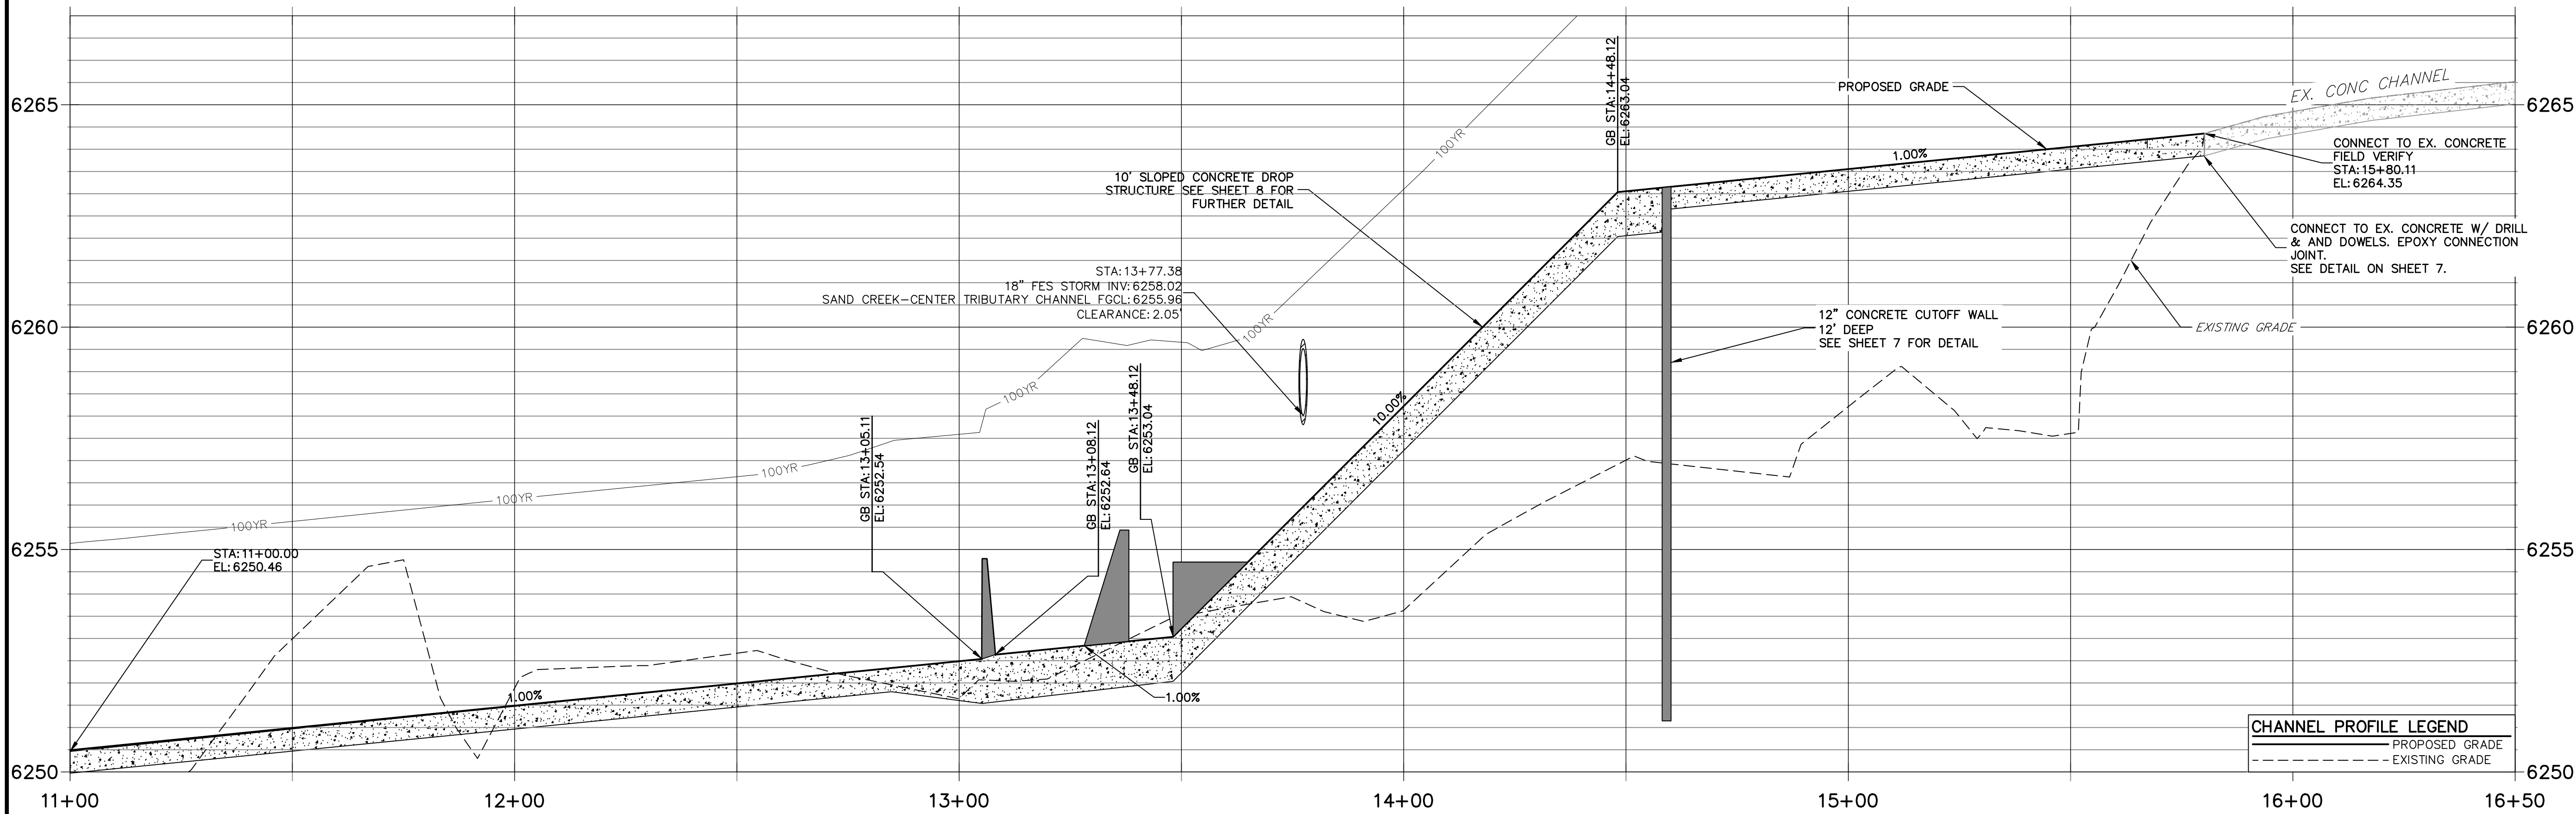 6265
6260
6255
6250
6265
6260
6255
6250
11+00
12+00
13+00
14+00
15+00
16+00
16+50
STA:11+00.00
EL:6250.46
100YR
100YR
100YR
100YR
100YR
100YR
1.00%
GB STA:13+05.11
EL:6252.54
GB STA:13+08.12
EL:6252.64
GB STA:13+48.12
EL:6253.04
1.00%
STA:13+77.38
18" FES STORM INV:6258.02
SAND CREEK-CENTER TRIBUTARY CHANNEL FGCL:6255.96
CLEARANCE: 2.05'
10' SLOPED CONCRETE DROP
STRUCTURE SEE SHEET 8 FOR
FURTHER DETAIL
10.00%
GB STA:14+48.12
EL:6263.04
12" CONCRETE CUTOFF WALL
12' DEEP
SEE SHEET 7 FOR DETAIL
PROPOSED GRADE
1.00%
EX. CONC CHANNEL
CONNECT TO EX. CONCRETE
FIELD VERIFY
STA:15+80.11
EL:6264.35
CONNECT TO EX. CONCRETE W/ DRILL
& AND DOWELS. EPOXY CONNECTION
JOINT.
SEE DETAIL ON SHEET 7.
EXISTING GRADE
CHANNEL PROFILE LEGEND
PROPOSED GRADE
EXISTING GRADE